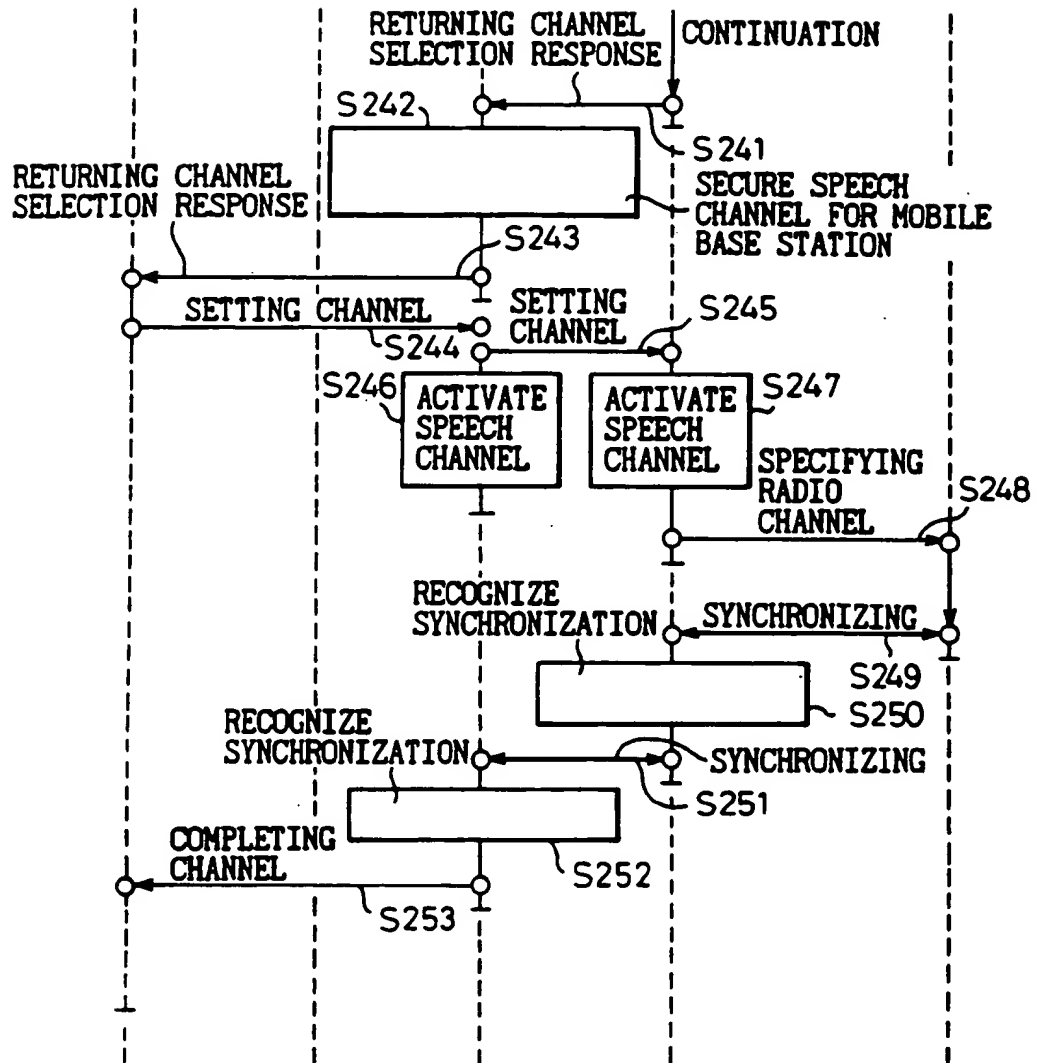 RETURNING CHANNEL
SELECTION RESPONSE
CONTINUATION
S242
S241
RETURNING CHANNEL
SELECTION RESPONSE
SECURE SPEECH
CHANNEL FOR MOBILE
BASE STATION
S243
SETTING CHANNEL
S244
SETTING
CHANNEL
S245
S246
ACTIVATE
SPEECH
CHANNEL
ACTIVATE
SPEECH
CHANNEL
S247
SPECIFYING
RADIO
CHANNEL
S248
RECOGNIZE
SYNCHRONIZATION
SYNCHRONIZING
S249
S250
RECOGNIZE
SYNCHRONIZATION
SYNCHRONIZING
S251
COMPLETING
CHANNEL
S252
S253